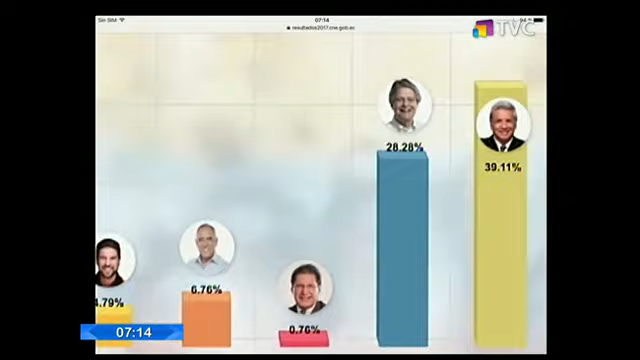 Sin SIM
07:14
resultados2017.cne.gob.ec
TVC
28.28%
39.11%
6.76%
4.79%
0.76%
07:14